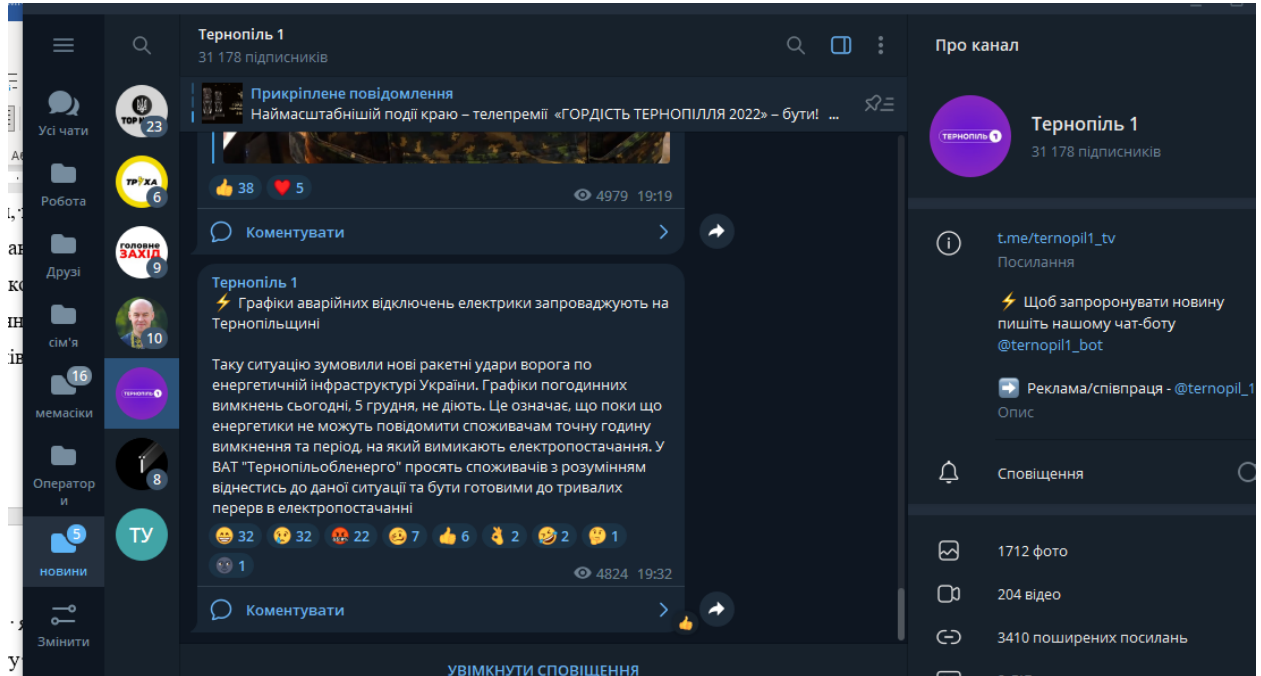 Тернопіль 1
31 178 підписників
Про канал
Прикріплене повідомлення
Наймасштабнішій події краю – телепремії «ГОРДІСТЬ ТЕРНОПІЛЛЯ 2022» – бути! ...
Усі чати
Робота
Друзі
сім'я
16
мемасіки
Оператор
и
5
новини
Змінити
23
ТРУХА
6
ГОЛОВНЕ
ЗАХІД
9
10
ТЕРНОПІЛЬ 1
ї
8
ТУ
👍 38 ❤ 5
4979 19:19
Коментувати
Тернопіль 1
⚡ Графіки аварійних відключень електрики запроваджують на
Тернопільщині
Таку ситуацію зумовили нові ракетні удари ворога по
енергетичній інфраструктурі України. Графіки погодинних
вимкнень сьогодні, 5 грудня, не діють. Це означає, що поки що
енергетики не можуть повідомити споживачам точну годину
вимкнення та період, на який вимикають електропостачання. У
ВАТ "Тернопільобленерго" просять споживачів з розумінням
віднестись до даної ситуації та бути готовими до тривалих
перерв в електропостачанні
😁 32 😢 32 🤬 22 🥴 7 👍 6 👌 2 🤣 2 🤔 1
🌚 1
4824 19:32
Коментувати
УВІМКНУТИ СПОВІЩЕННЯ
ТЕРНОПІЛЬ 1
Тернопіль 1
31 178 підписників
t.me/ternopil1_tv
Посилання
⚡ Щоб запроронувати новину
пишіть нашому чат-боту
@ternopil1_bot
➡ Реклама/співпраця - @ternopil_1
Опис
Сповіщення
1712 фото
204 відео
3410 поширених посилань